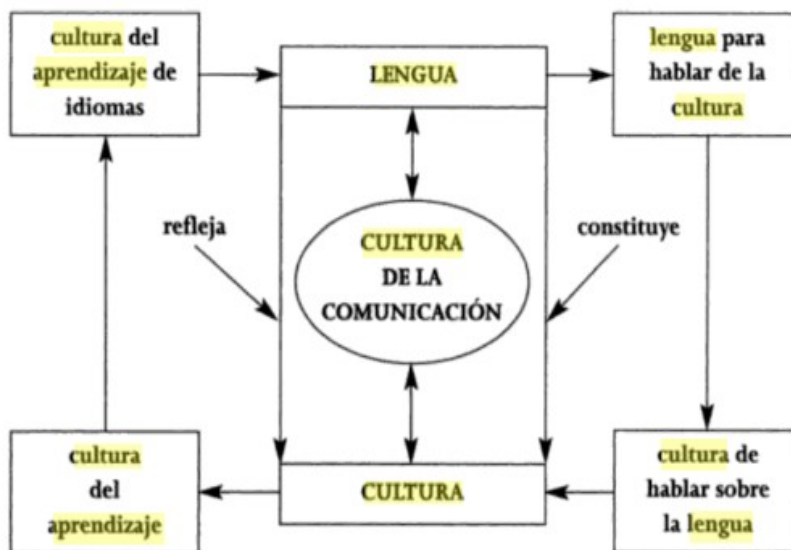 cultura del
aprendizaje de
idiomas
LENGUA
lengua para
hablar de la
cultura
refleja
CULTURA
DE LA
COMUNICACIÓN
constituye
cultura
del
aprendizaje
CULTURA
cultura de
hablar sobre
la lengua